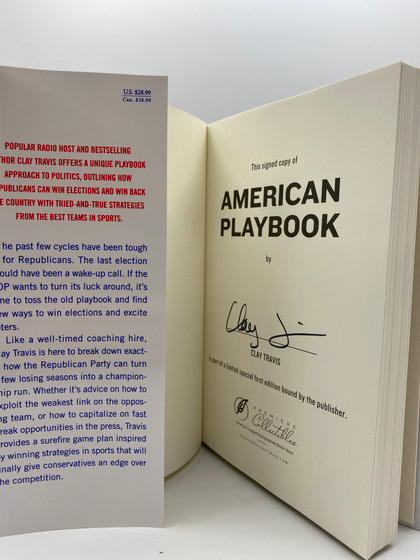 U.S. $28.99
Can. $38.99
POPULAR RADIO HOST AND BESTSELLING
THOR CLAY TRAVIS OFFERS A UNIQUE PLAYBOOK
APPROACH TO POLITICS, OUTLINING HOW
PUBLICANS CAN WIN ELECTIONS AND WIN BACK
E COUNTRY WITH TRIED-AND-TRUE STRATEGIES
FROM THE BEST TEAMS IN SPORTS.
he past few cycles have been tough
for Republicans. The last election
ould have been a wake-up call. If the
OP wants to turn its luck around, it's
me to toss the old playbook and find
ew ways to win elections and excite
oters.
Like a well-timed coaching hire,
lay Travis is here to break down exact-
how the Republican Party can turn
few losing seasons into a champion-
hip run. Whether it's advice on how to
xploit the weakest link on the oppos-
ng team, or how to capitalize on fast
reak opportunities in the press, Travis
rovides a surefire game plan inspired
y winning strategies in sports that will
inally give conservatives an edge over
he competition.
This signed copy of
AMERICAN
PLAYBOOK
by
CLAY TRAVIS
is part of a limited special first edition bound by the publisher.
PREMIERE
Collectibles